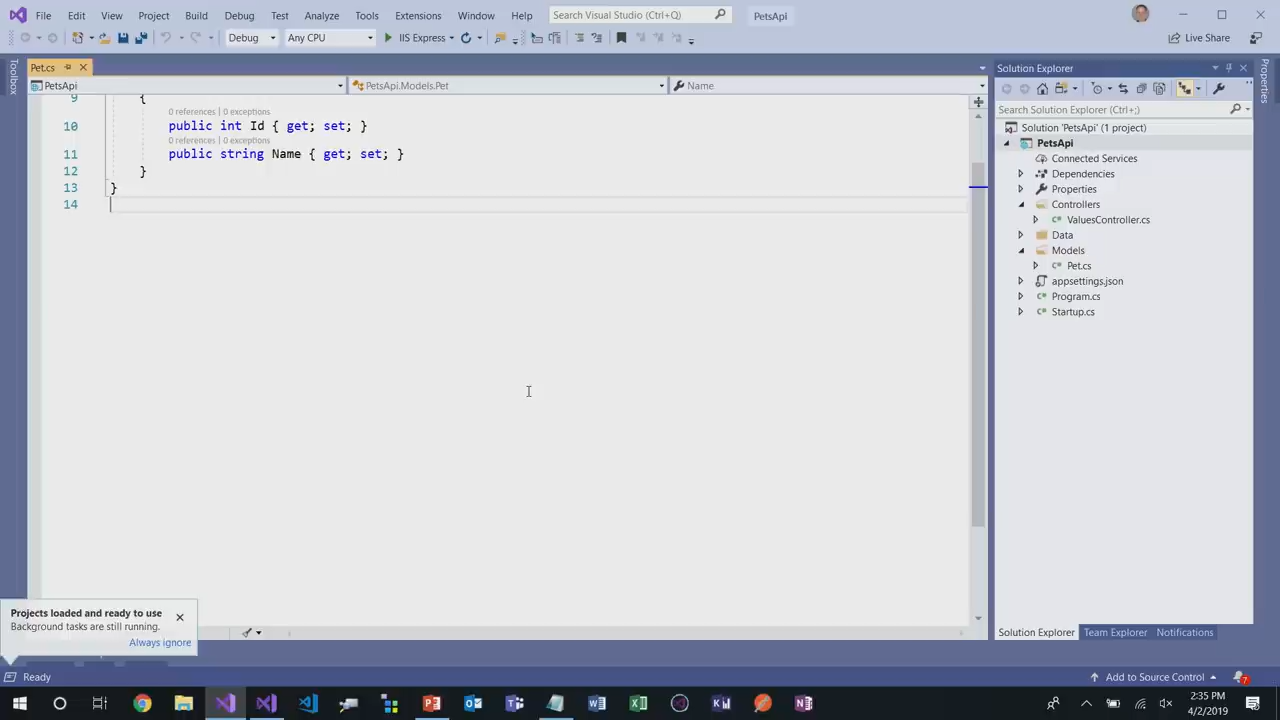 File Edit View Project Build Debug Test Analyze Tools Extensions Window Help Search Visual Studio (Ctrl+Q) PetsApi
Debug Any CPU IIS Express Live Share
Toolbox
Pet.cs
PetsApi PetsApi.Models.Pet Name
9 {
0 references | 0 exceptions
10 public int Id { get; set; }
0 references | 0 exceptions
11 public string Name { get; set; }
12 }
13 }
14
Solution Explorer
Search Solution Explorer (Ctrl+;)
Solution 'PetsApi' (1 project)
PetsApi
Connected Services
Dependencies
Properties
Controllers
C# ValuesController.cs
Data
Models
C# Pet.cs
appsettings.json
C# Program.cs
C# Startup.cs
Properties
Projects loaded and ready to use
Background tasks are still running.
Always ignore
Solution Explorer Team Explorer Notifications
Ready Add to Source Control 7
2:35 PM
4/2/2019